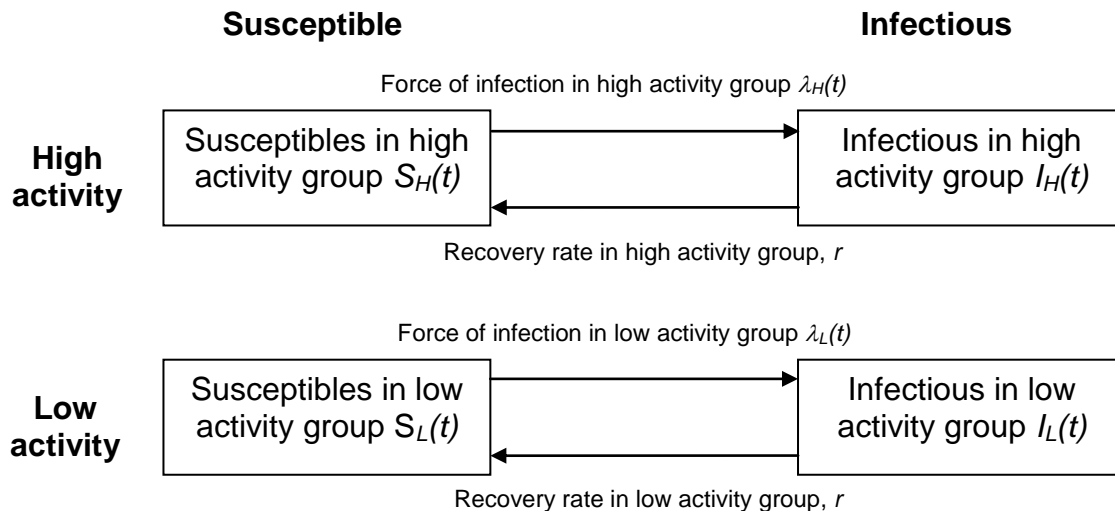 Susceptible
Infectious
Force of infection in high activity group λH(t)
High
activity
Susceptibles in high
activity group SH(t)
Infectious in high
activity group IH(t)
Recovery rate in high activity group, r
Force of infection in low activity group λL(t)
Low
activity
Susceptibles in low
activity group SL(t)
Infectious in low
activity group IL(t)
Recovery rate in low activity group, r